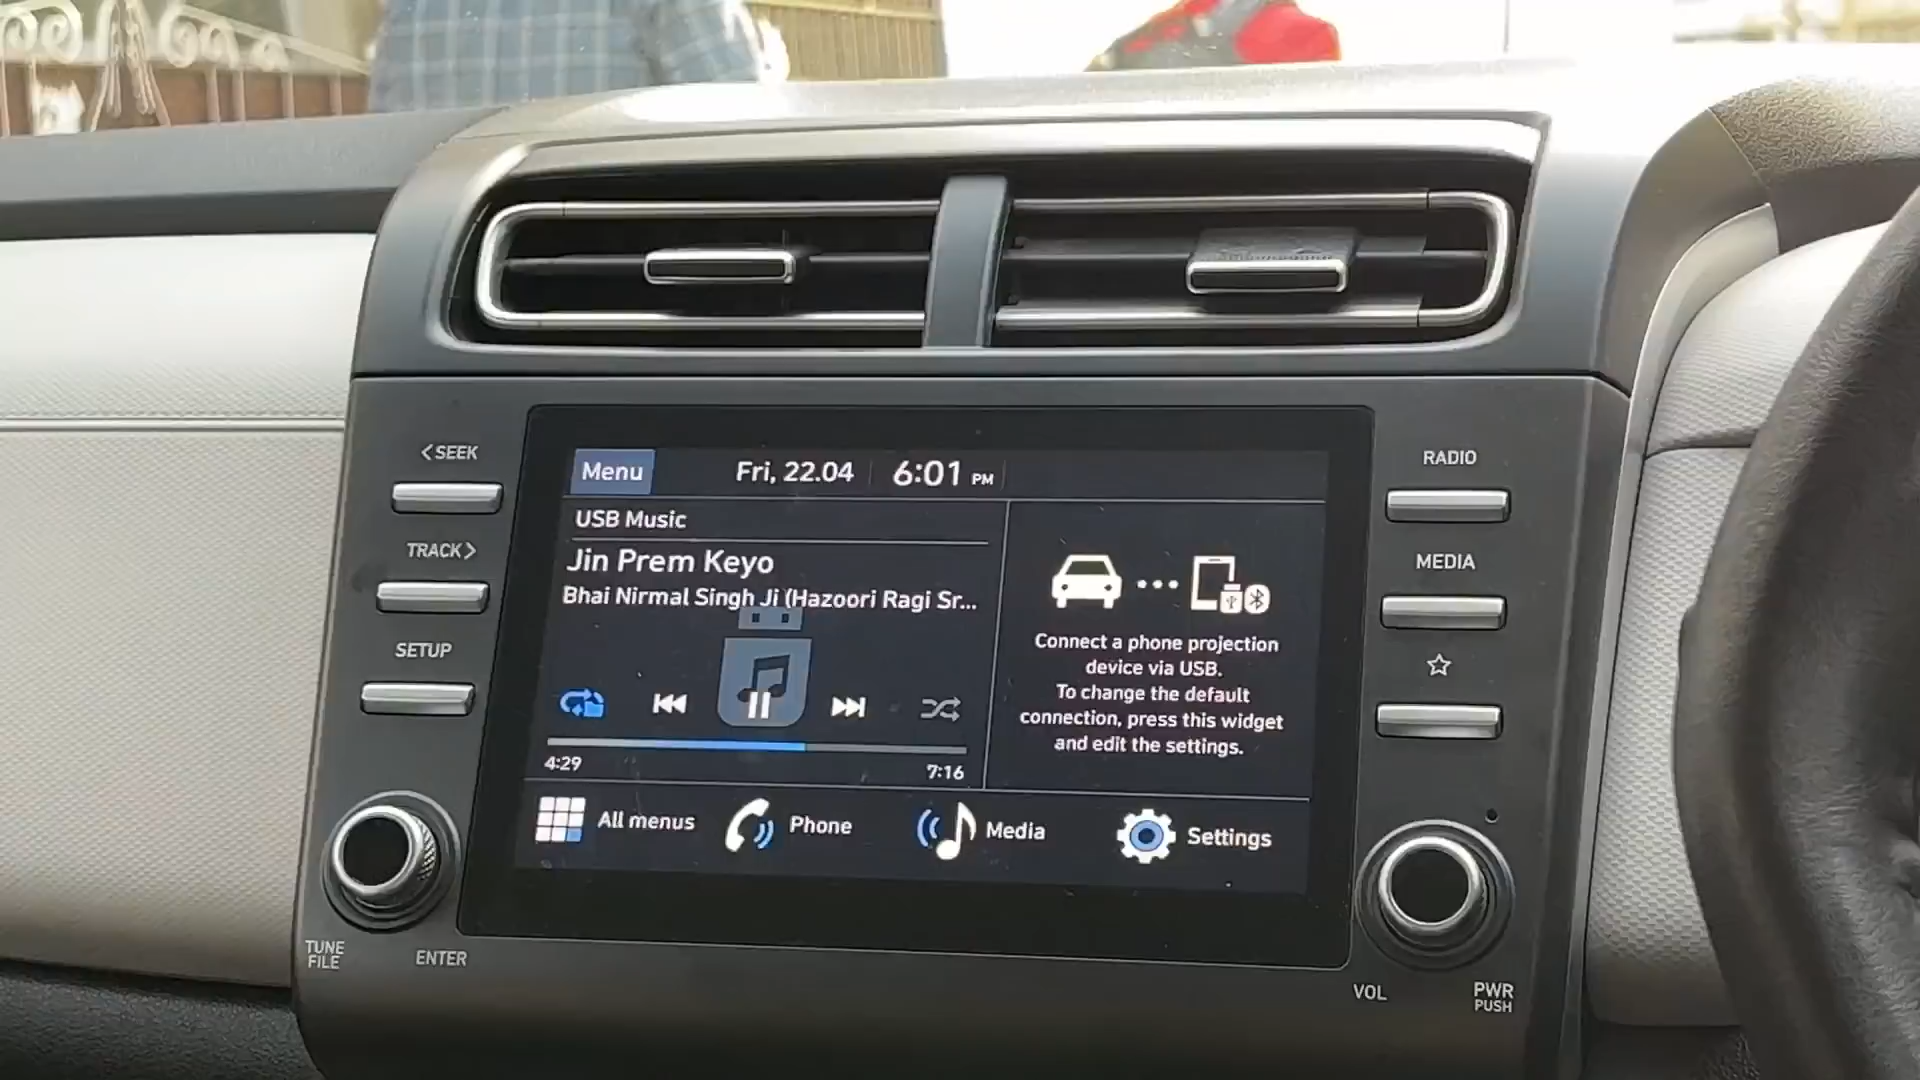 <SEEK
TRACK>
SETUP
TUNE
FILE
ENTER
Menu
Fri, 22.04
6:01 PM
USB Music
Jin Prem Keyo
Bhai Nirmal Singh Ji (Hazoori Ragi Sr...
4:29
7:16
Connect a phone projection
device via USB.
To change the default
connection, press this widget
and edit the settings.
All menus
Phone
Media
Settings
RADIO
MEDIA
VOL
PWR
PUSH